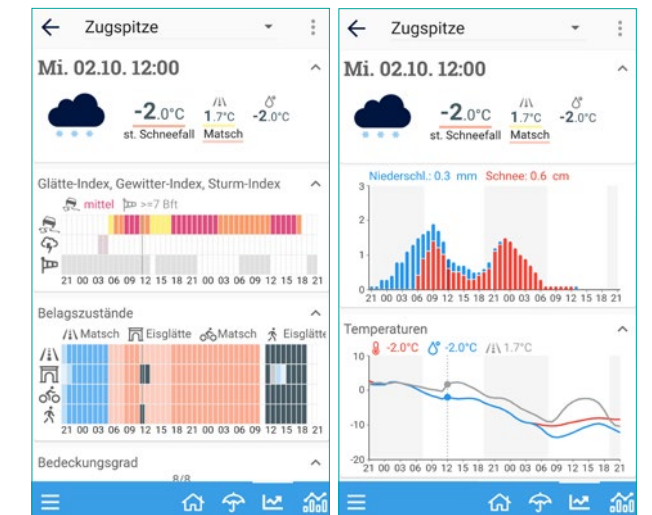 Zugspitze
Mi. 02.10. 12:00
-2.0°C
1.7°C
-2.0°C
st. Schneefall
Matsch
Glätte-Index, Gewitter-Index, Sturm-Index
mittel >=7 Bft
21 00 03 06 09 12 15 18 21 00 03 06 09 12 15 18 21
Belagszustände
Matsch Eisglätte Matsch Eisglätte
21 00 03 06 09 12 15 18 21 00 03 06 09 12 15 18 21
Bedeckungsgrad
8/8
Zugspitze
Mi. 02.10. 12:00
-2.0°C
1.7°C
-2.0°C
st. Schneefall
Matsch
Niederschl.: 0.3 mm Schnee: 0.6 cm
3
2
1
0
21 00 03 06 09 12 15 18 21 00 03 06 09 12 15 18 21
Temperaturen
-2.0°C -2.0°C 1.7°C
10
0
-20
21 00 03 06 09 12 15 18 21 00 03 06 09 12 15 18 21